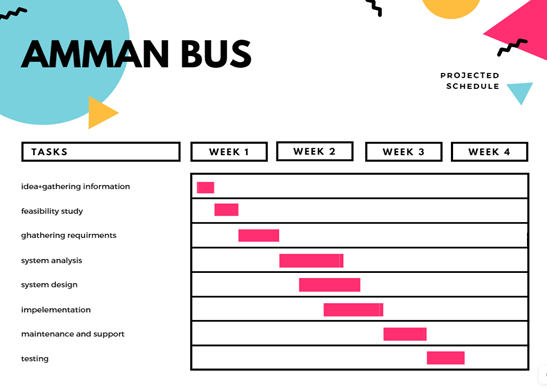 AMMAN BUS
PROJECTED
SCHEDULE
TASKS WEEK 1 WEEK 2 WEEK 3 WEEK 4
idea+gathering information
feasibility study
ghathering requirments
system analysis
system design
impelementation
maintenance and support
testing